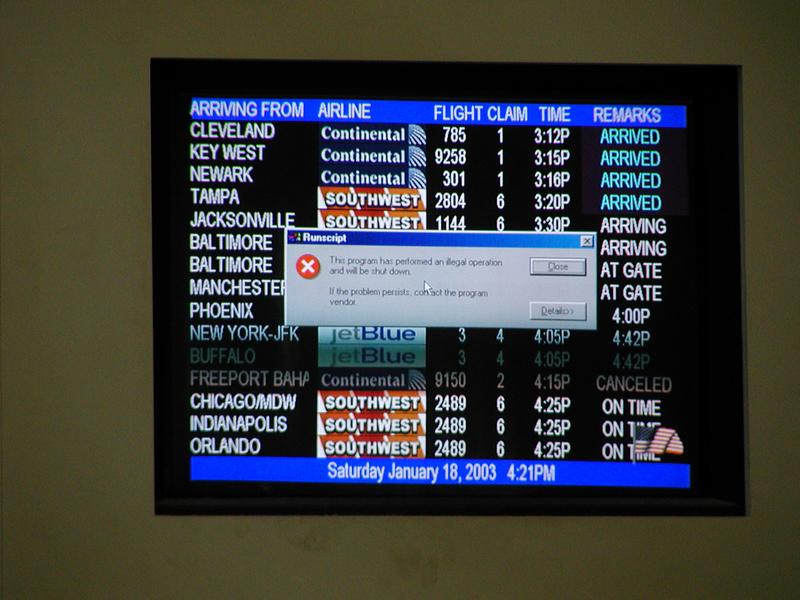 ARRIVING FROM AIRLINE FLIGHT CLAIM TIME REMARKS
CLEVELAND Continental 785 1 3:12P ARRIVED
KEY WEST Continental 9258 1 3:15P ARRIVED
NEWARK Continental 301 1 3:16P ARRIVED
TAMPA SOUTHWEST 2804 6 3:20P ARRIVED
JACKSONVILLE SOUTHWEST 1144 6 3:30P ARRIVING
BALTIMORE ARRIVING
BALTIMORE AT GATE
MANCHESTER AT GATE
PHOENIX 4:00P
Runscript
This program has performed an illegal operation
and will be shut down.
Close
If the problem persists, contact the program
vendor.
Details>>
NEW YORK-JFK jetBlue 3 4 4:05P 4:42P
BUFFALO jetBlue 3 4 4:05P 4:42P
FREEPORT BAHA Continental 9150 2 4:15P CANCELED
CHICAGO/MDW SOUTHWEST 2489 6 4:25P ON TIME
INDIANAPOLIS SOUTHWEST 2489 6 4:25P ON TIME
ORLANDO SOUTHWEST 2489 6 4:25P ON TIME
Saturday January 18, 2003 4:21PM